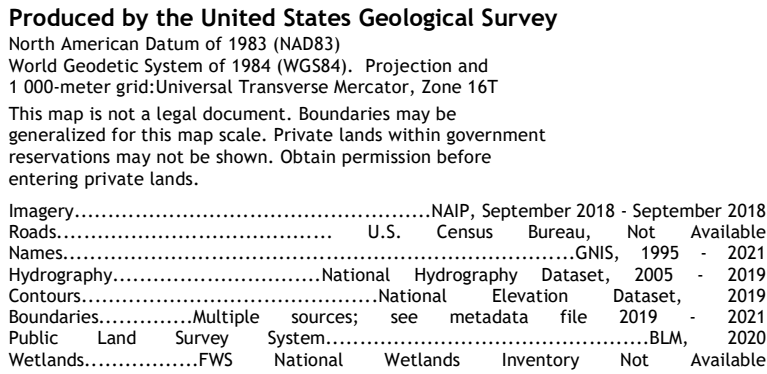 Produced by the United States Geological Survey
North American Datum of 1983 (NAD83)
World Geodetic System of 1984 (WGS84). Projection and
1 000-meter grid:Universal Transverse Mercator, Zone 16T
This map is not a legal document. Boundaries may be
generalized for this map scale. Private lands within government
reservations may not be shown. Obtain permission before
entering private lands.
Imagery.....................................................NAIP, September 2018 - September 2018
Roads......................................... U.S. Census Bureau, Not Available
Names............................................................................GNIS, 1995 - 2021
Hydrography...............................National Hydrography Dataset, 2005 - 2019
Contours............................................National Elevation Dataset, 2019
Boundaries..............Multiple sources; see metadata file 2019 - 2021
Public Land Survey System................................................BLM, 2020
Wetlands.................FWS National Wetlands Inventory Not Available